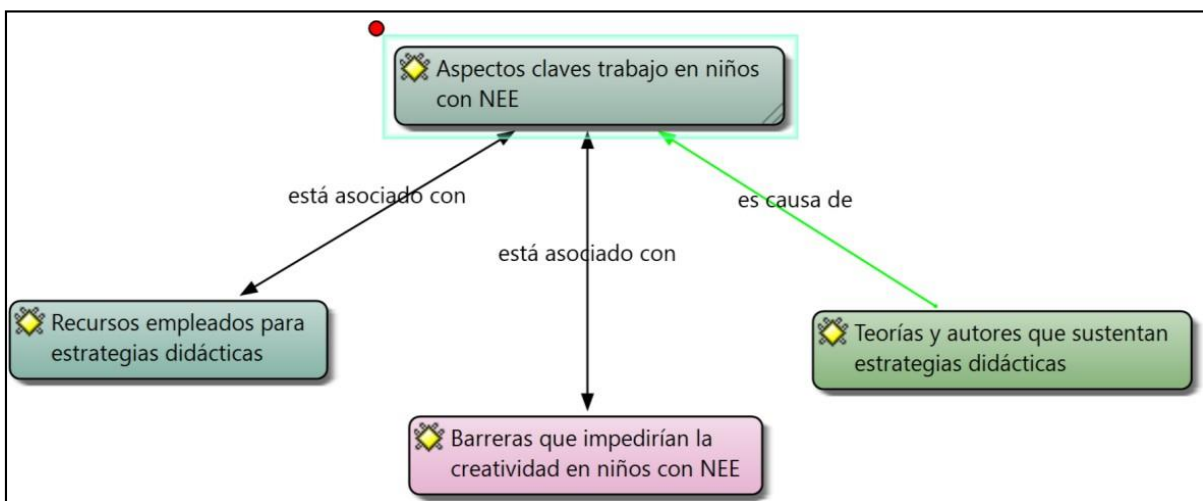 Aspectos claves trabajo en niños
con NEE
está asociado con
es causa de
está asociado con
Recursos empleados para
estrategias didácticas
Teorías y autores que sustentan
estrategias didácticas
Barreras que impedirían la
creatividad en niños con NEE